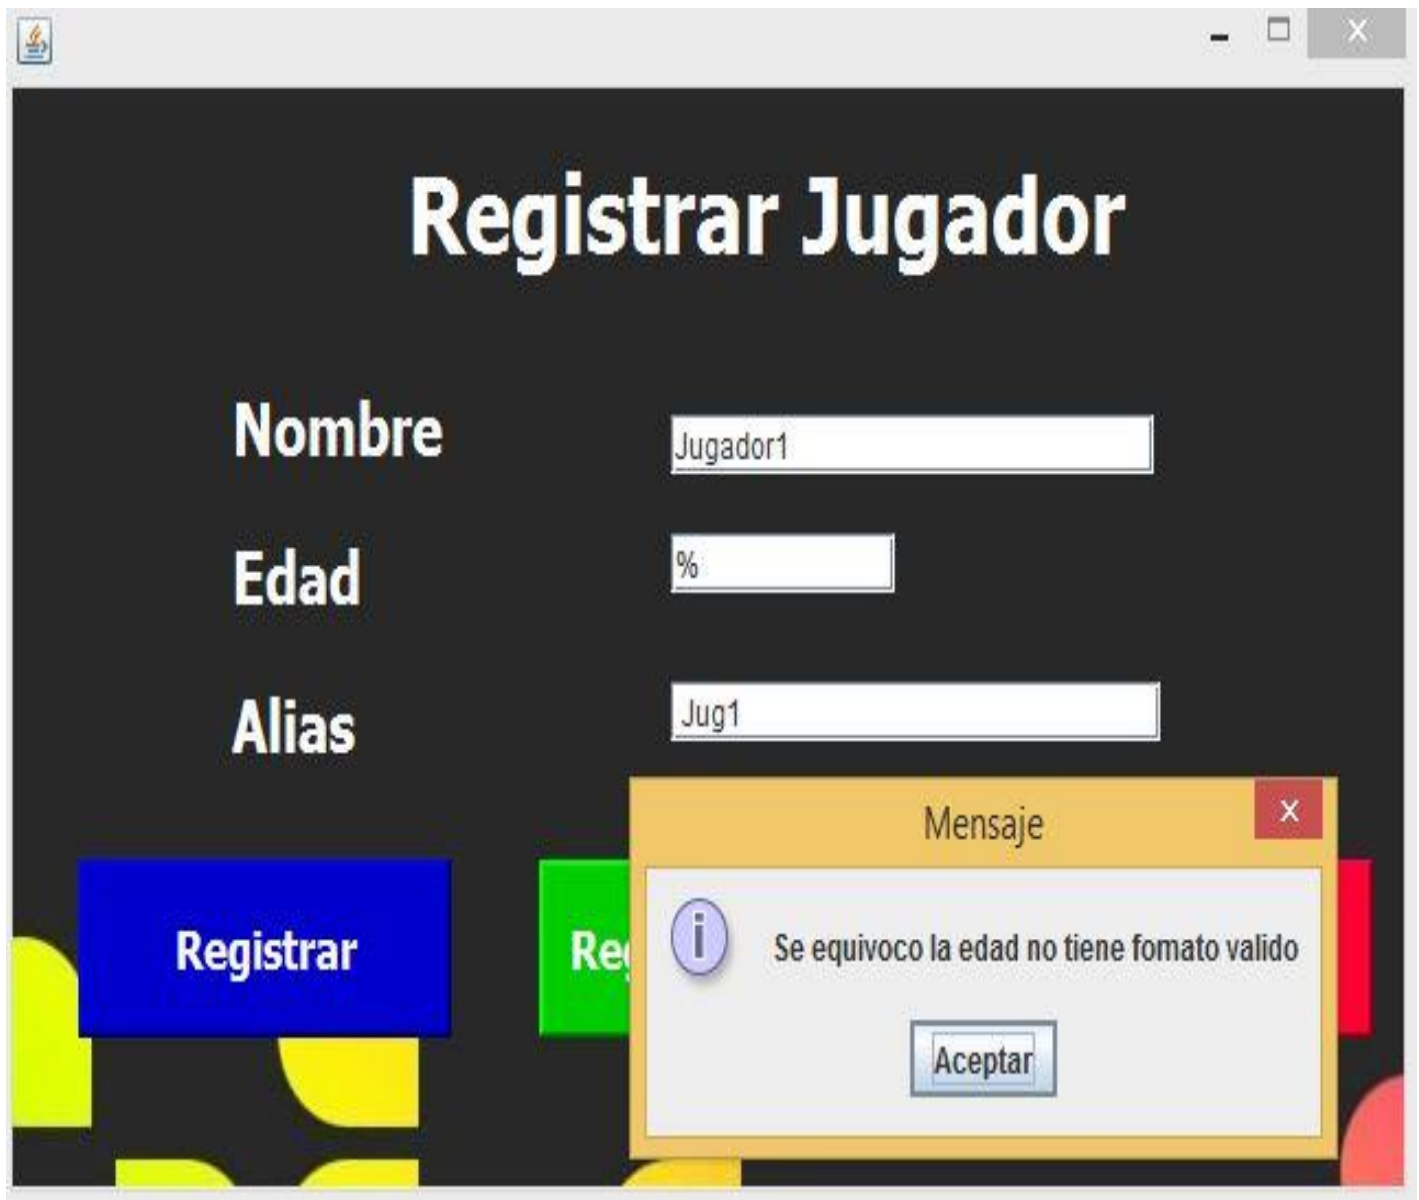 Registrar Jugador
Nombre
Jugador1
Edad
%
Alias
Jug1
Mensaje
X
Se equivoco la edad no tiene fomato valido
Aceptar
Registrar